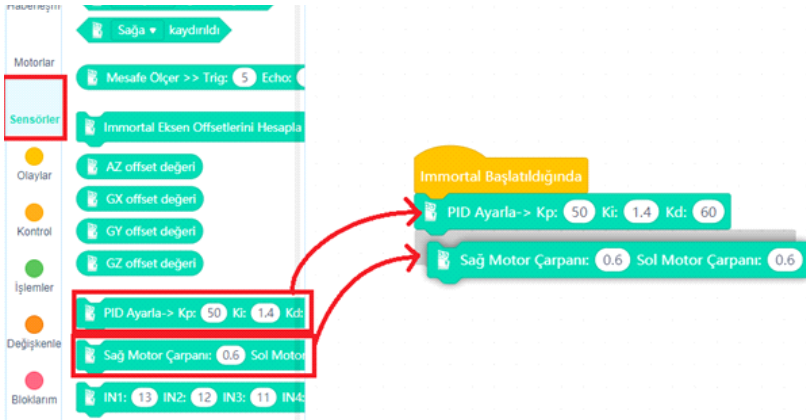 Haberleşm
Motorlar
Sensörler
Olaylar
Kontrol
İşlemler
Değişkenle
Bloklarım
Sağa kaydırıldı
Mesafe Ölçer >> Trig: 5 Echo:
Immortal Eksen Offsetlerini Hesapla
AZ offset değeri
GX offset değeri
GY offset değeri
GZ offset değeri
PID Ayarla-> Kp: 50 Ki: 1.4 Kd:
Sağ Motor Çarpanı: 0.6 Sol Motor
IN1: 13 IN2: 12 IN3: 11 IN4:
Immortal Başlatıldığında
PID Ayarla-> Kp: 50 Ki: 1.4 Kd: 60
Sağ Motor Çarpanı: 0.6 Sol Motor Çarpanı: 0.6